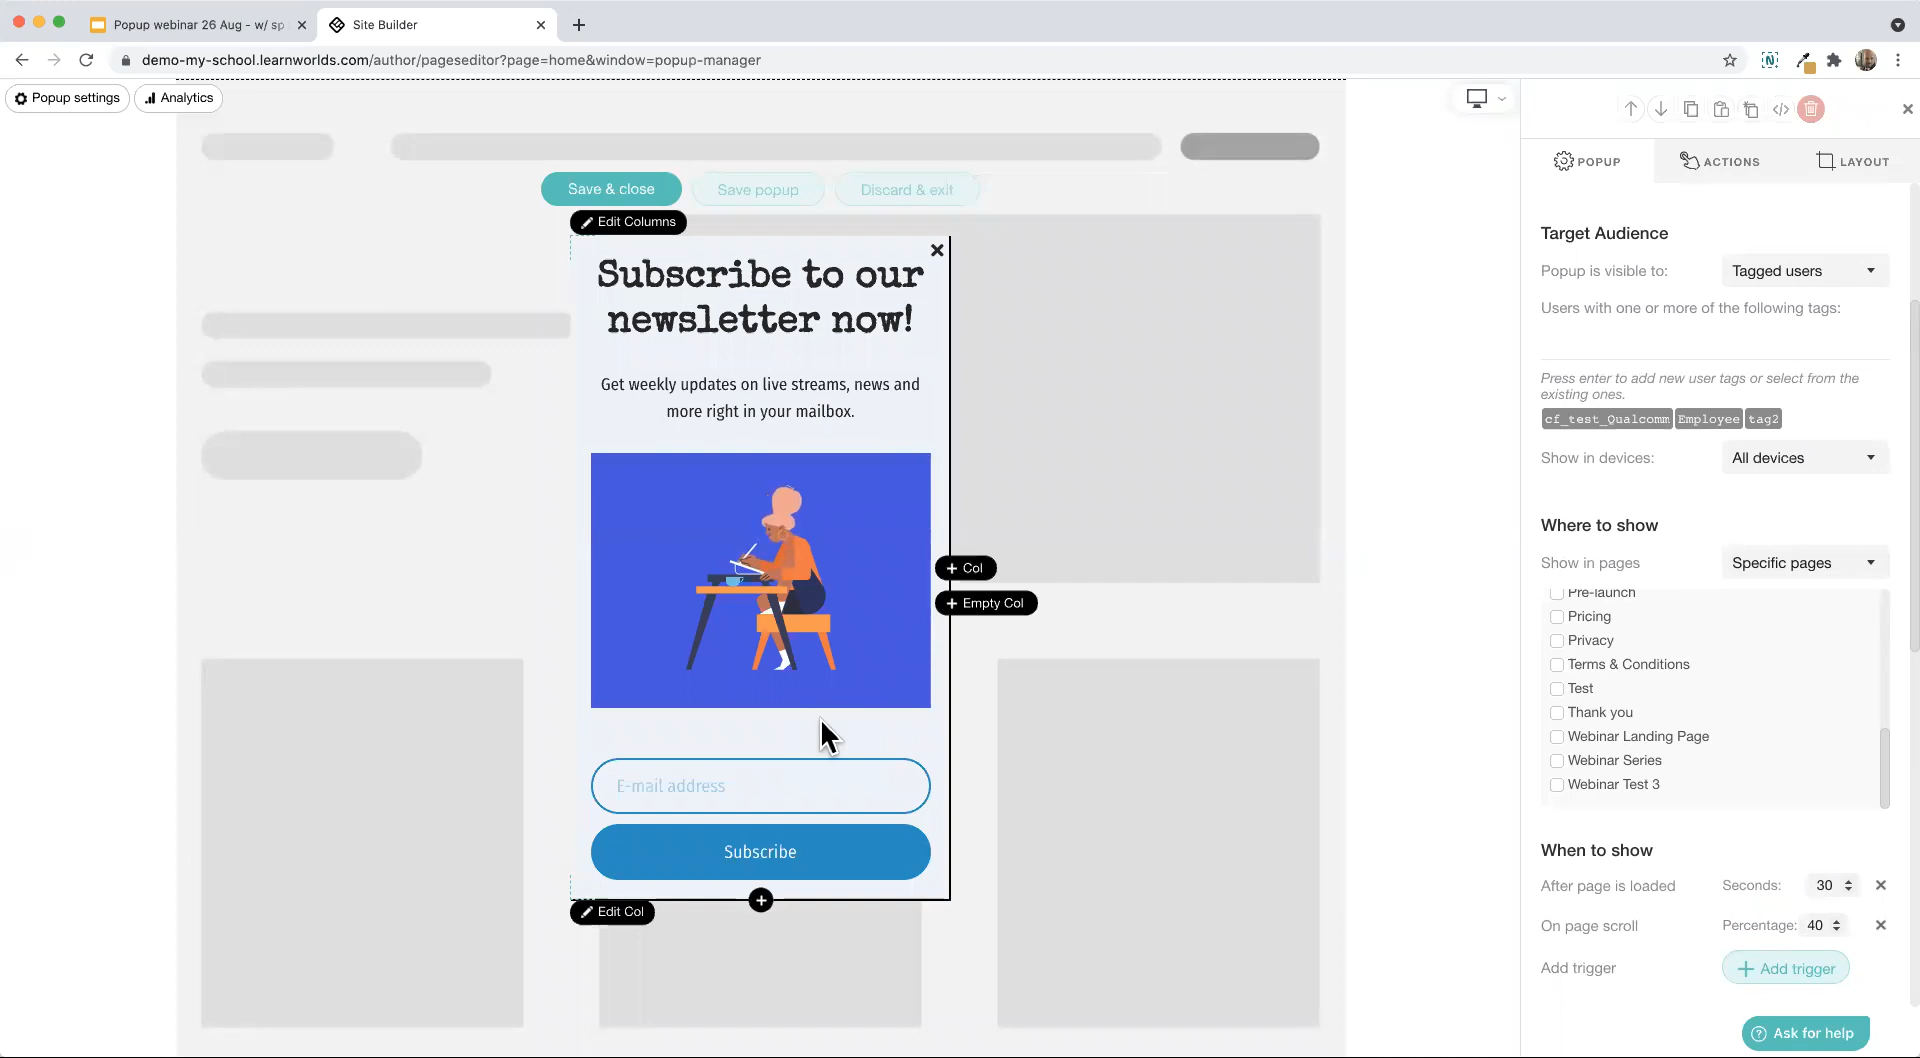 Popup webinar 26 Aug - w/ sp
Site Builder
demo-my-school.learnworlds.com/author/pageseditor?page=home&window=popup-manager
Popup settings
Analytics
Save & close
Save popup
Discard & exit
Edit Columns
Subscribe to our
newsletter now!
Get weekly updates on live streams, news and
more right in your mailbox.
+ Col
+ Empty Col
E-mail address
Subscribe
Edit Col
POPUP
ACTIONS
LAYOUT
Target Audience
Popup is visible to:
Tagged users
Users with one or more of the following tags:
Press enter to add new user tags or select from the
existing ones.
cf_test_Qualcomm Employee tag2
Show in devices:
All devices
Where to show
Show in pages
Specific pages
Pre-launch
Pricing
Privacy
Terms & Conditions
Test
Thank you
Webinar Landing Page
Webinar Series
Webinar Test 3
When to show
After page is loaded
Seconds: 30
On page scroll
Percentage: 40
Add trigger
+ Add trigger
Ask for help